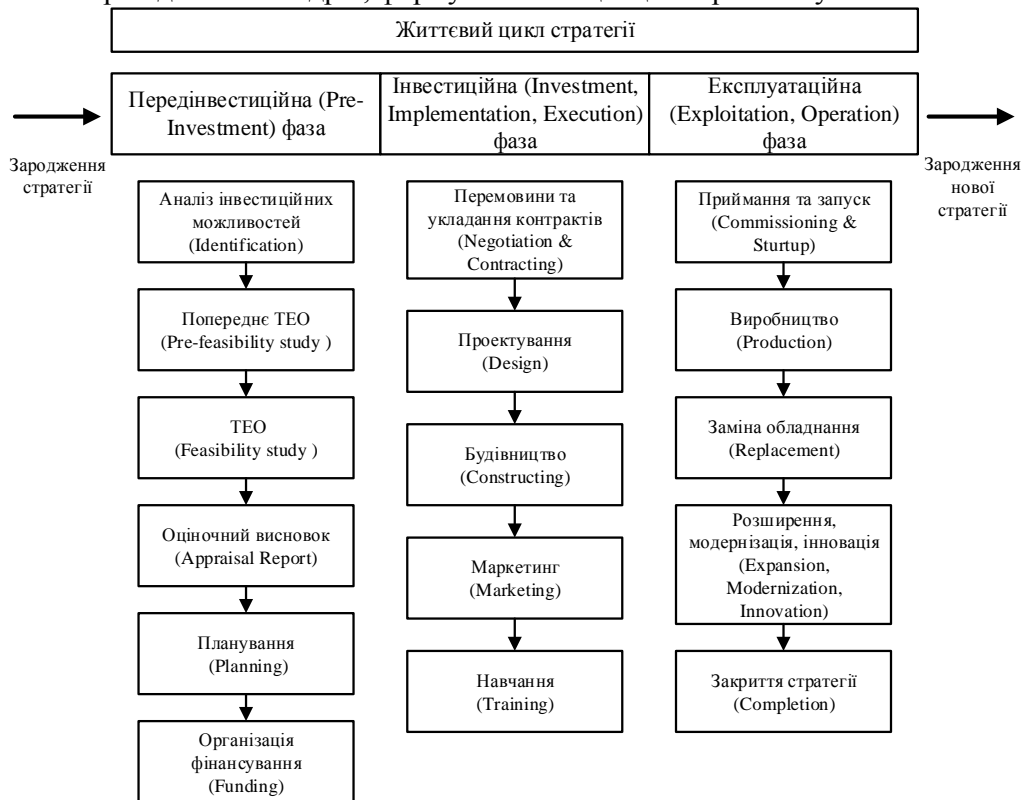 Життєвий цикл стратегії
Зародження
стратегії
Передінвестиційна (Pre-
Investment) фаза
Інвестиційна (Investment,
Implementation, Execution)
фаза
Експлуатаційна
(Exploitation, Operation)
фаза
Зародження
нової
стратегії
Аналіз інвестиційних
можливостей
(Identification)
Попереднє ТЕО
(Pre-feasibility study )
ТЕО
(Feasibility study )
Оціночний висновок
(Appraisal Report)
Планування
(Planning)
Організація
фінансування
(Funding)
Перемовини та
укладання контрактів
(Negotiation &
Contracting)
Проектування
(Design)
Будівництво
(Constructing)
Маркетинг
(Marketing)
Навчання
(Training)
Приймання та запуск
(Commissioning &
Sturtup)
Виробництво
(Production)
Заміна обладнання
(Replacement)
Розширення,
модернізація, інновація
(Expansion,
Modernization,
Innovation)
Закриття стратегії
(Completion)